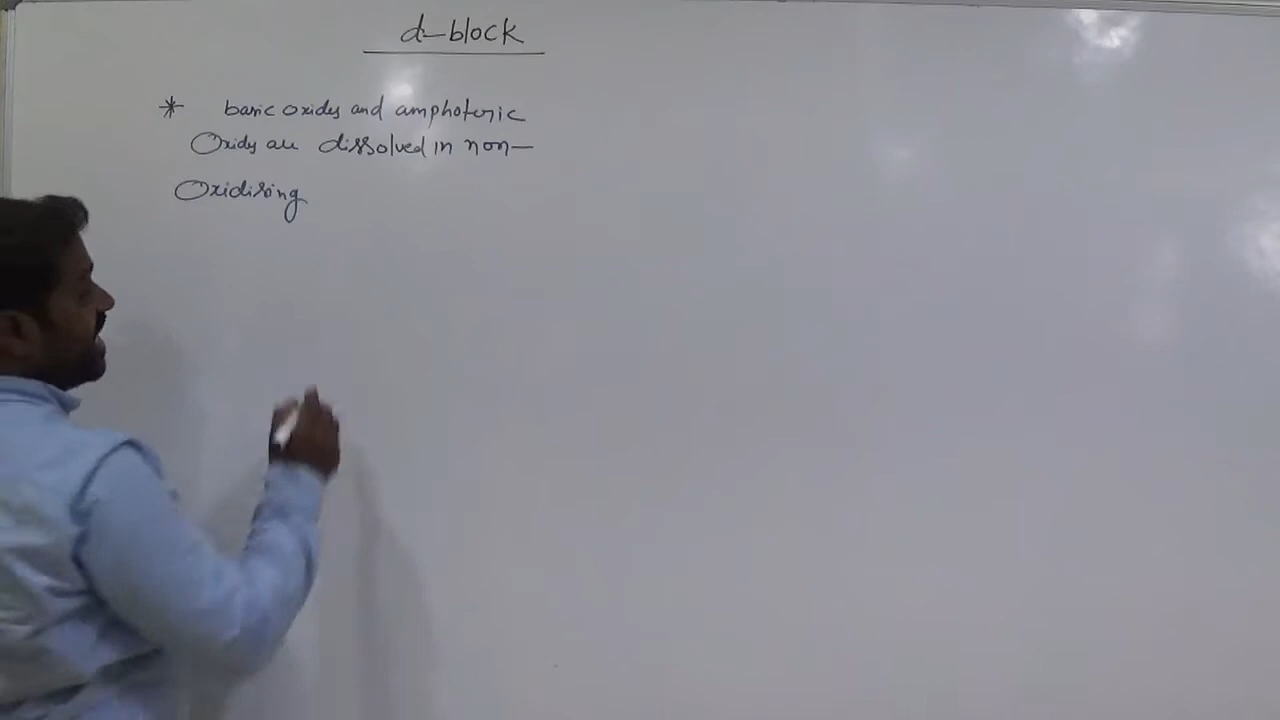 d-block
* basic oxides and amphoteric
Oxides are dissolved in non-
Oxidising